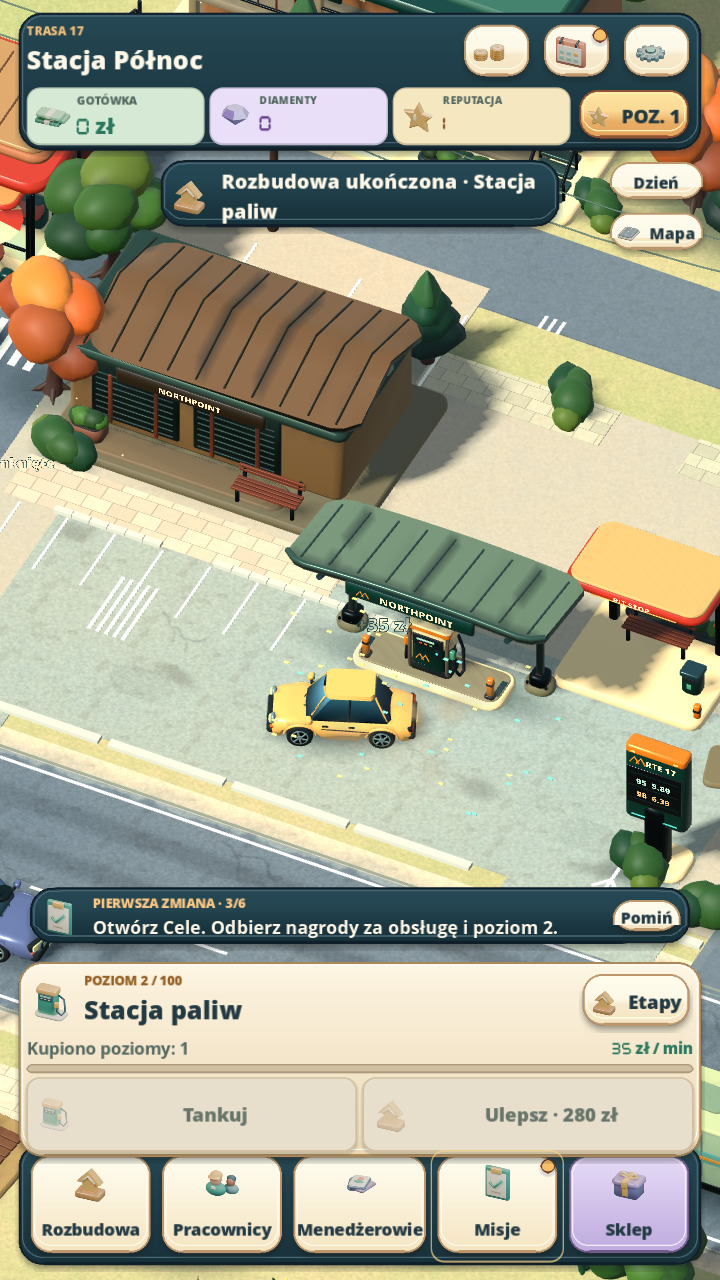 TRASA 17
Stacja Północ
GOTÓWKA
0 zł
DIAMENTY
0
REPUTACJA
1
POZ. 1
Rozbudowa ukończona · Stacja
paliw
Dzień
Mapa
NORTHPOINT
NORTHPOINT
35 z
PIT STOP
RTE 17
95
98 6.39
PIERWSZA ZMIANA · 3/6
Otwórz Cele. Odbierz nagrody za obsługę i poziom 2.
Pomiń
POZIOM 2 / 100
Stacja paliw
Etapy
Kupiono poziomy: 1
35 zł / min
Tankuj
Ulepsz · 280 zł
Rozbudowa
Pracownicy
Menedżerowie
Misje
Sklep